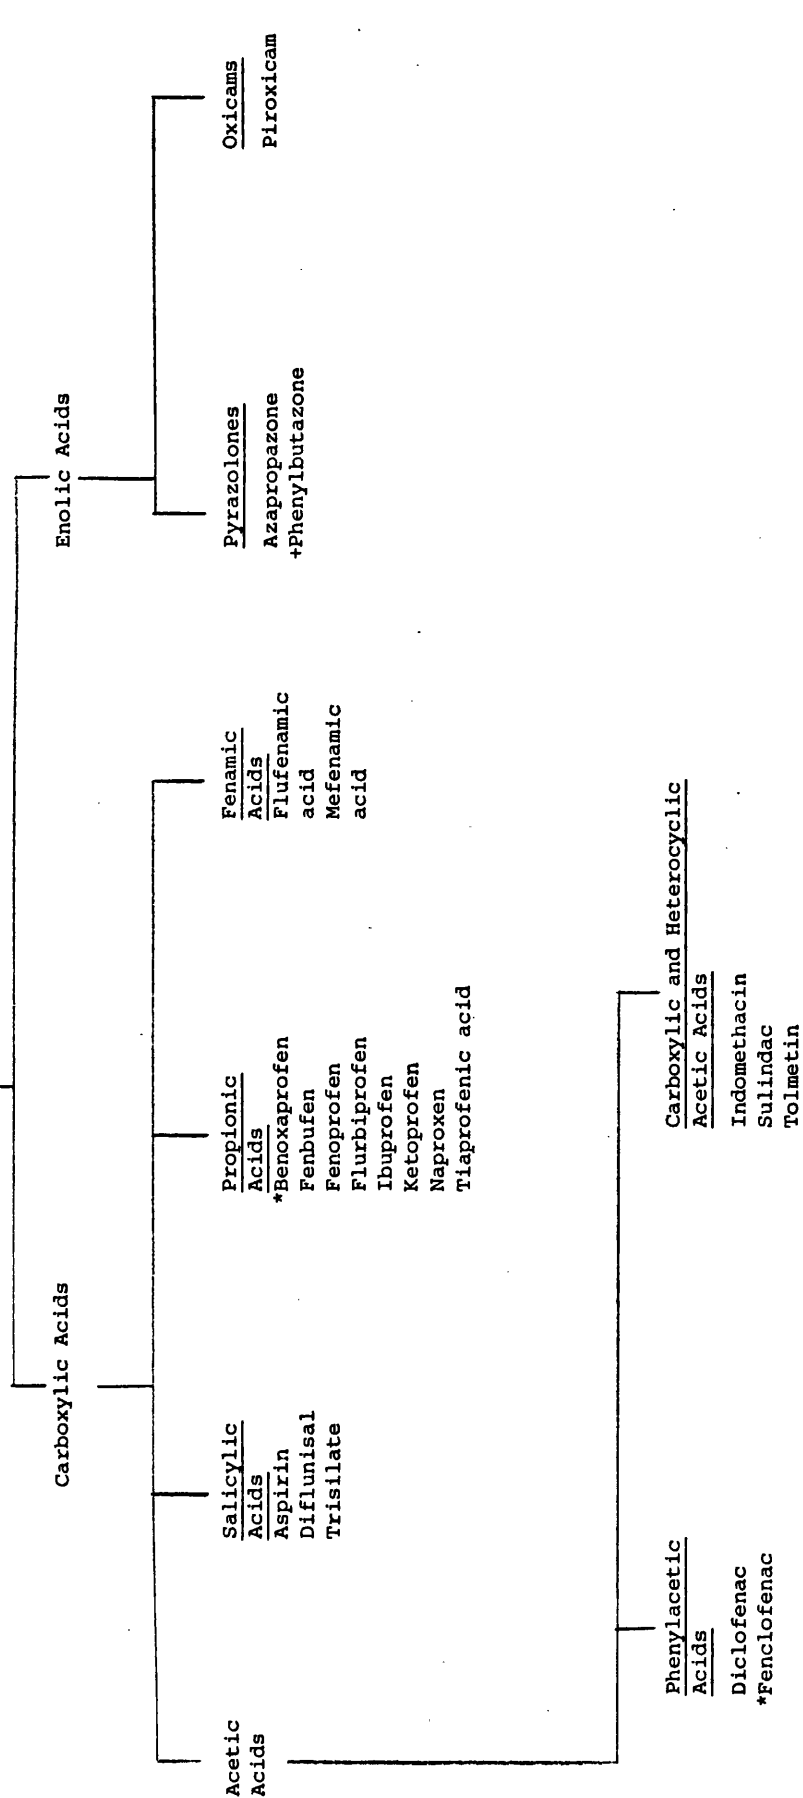 Carboxylic Acids
Enolic Acids
Acetic
Acids
Salicylic
Acids
Aspirin
Diflunisal
Trisilate
Propionic
Acids
*Benoxaprofen
Fenbufen
Fenoprofen
Flurbiprofen
Ibuprofen
Ketoprofen
Naproxen
Tiaprofenic acid
Fenamic
Acids
Flufenamic
acid
Mefenamic
acid
Pyrazolones
Azapropazone
+Phenylbutazone
Oxicams
Piroxicam
Phenylacetic
Acids
Diclofenac
*Fenclofenac
Carboxylic and Heterocyclic
Acetic Acids
Indomethacin
Sulindac
Tolmetin